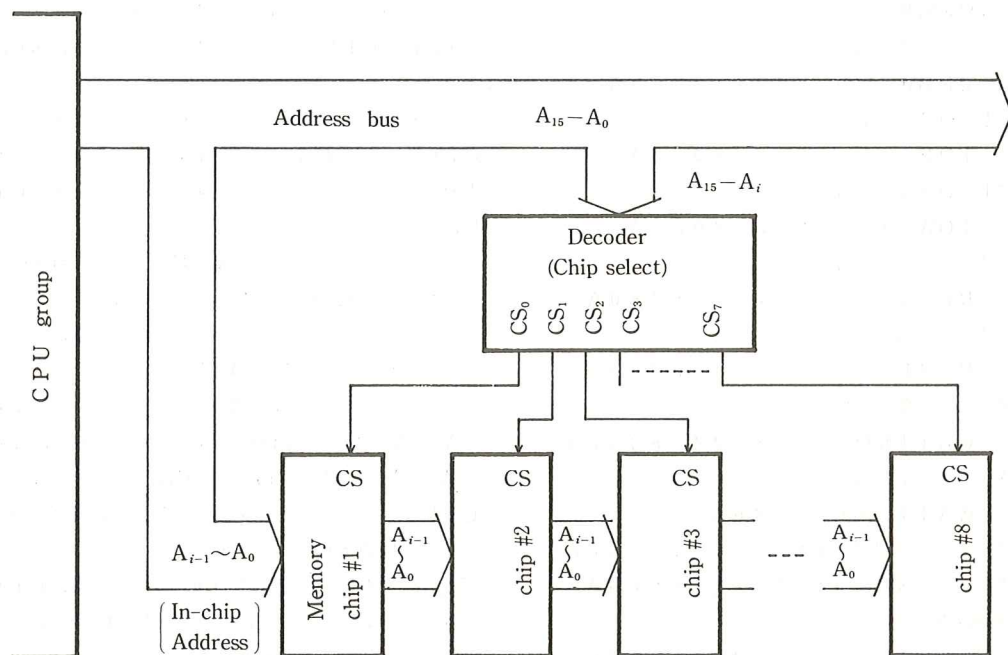 Address bus A₁₅−A₀
A₁₅−Aᵢ
Decoder
(Chip select)
CS₀ CS₁ CS₂ CS₃ CS₇
CPU group
CS CS CS CS
Memory
chip #1
chip #2
chip #3
chip #8
Aᵢ₋₁~A₀
Aᵢ₋₁
~
A₀
Aᵢ₋₁
~
A₀
Aᵢ₋₁
~
A₀
(In-chip
Address)